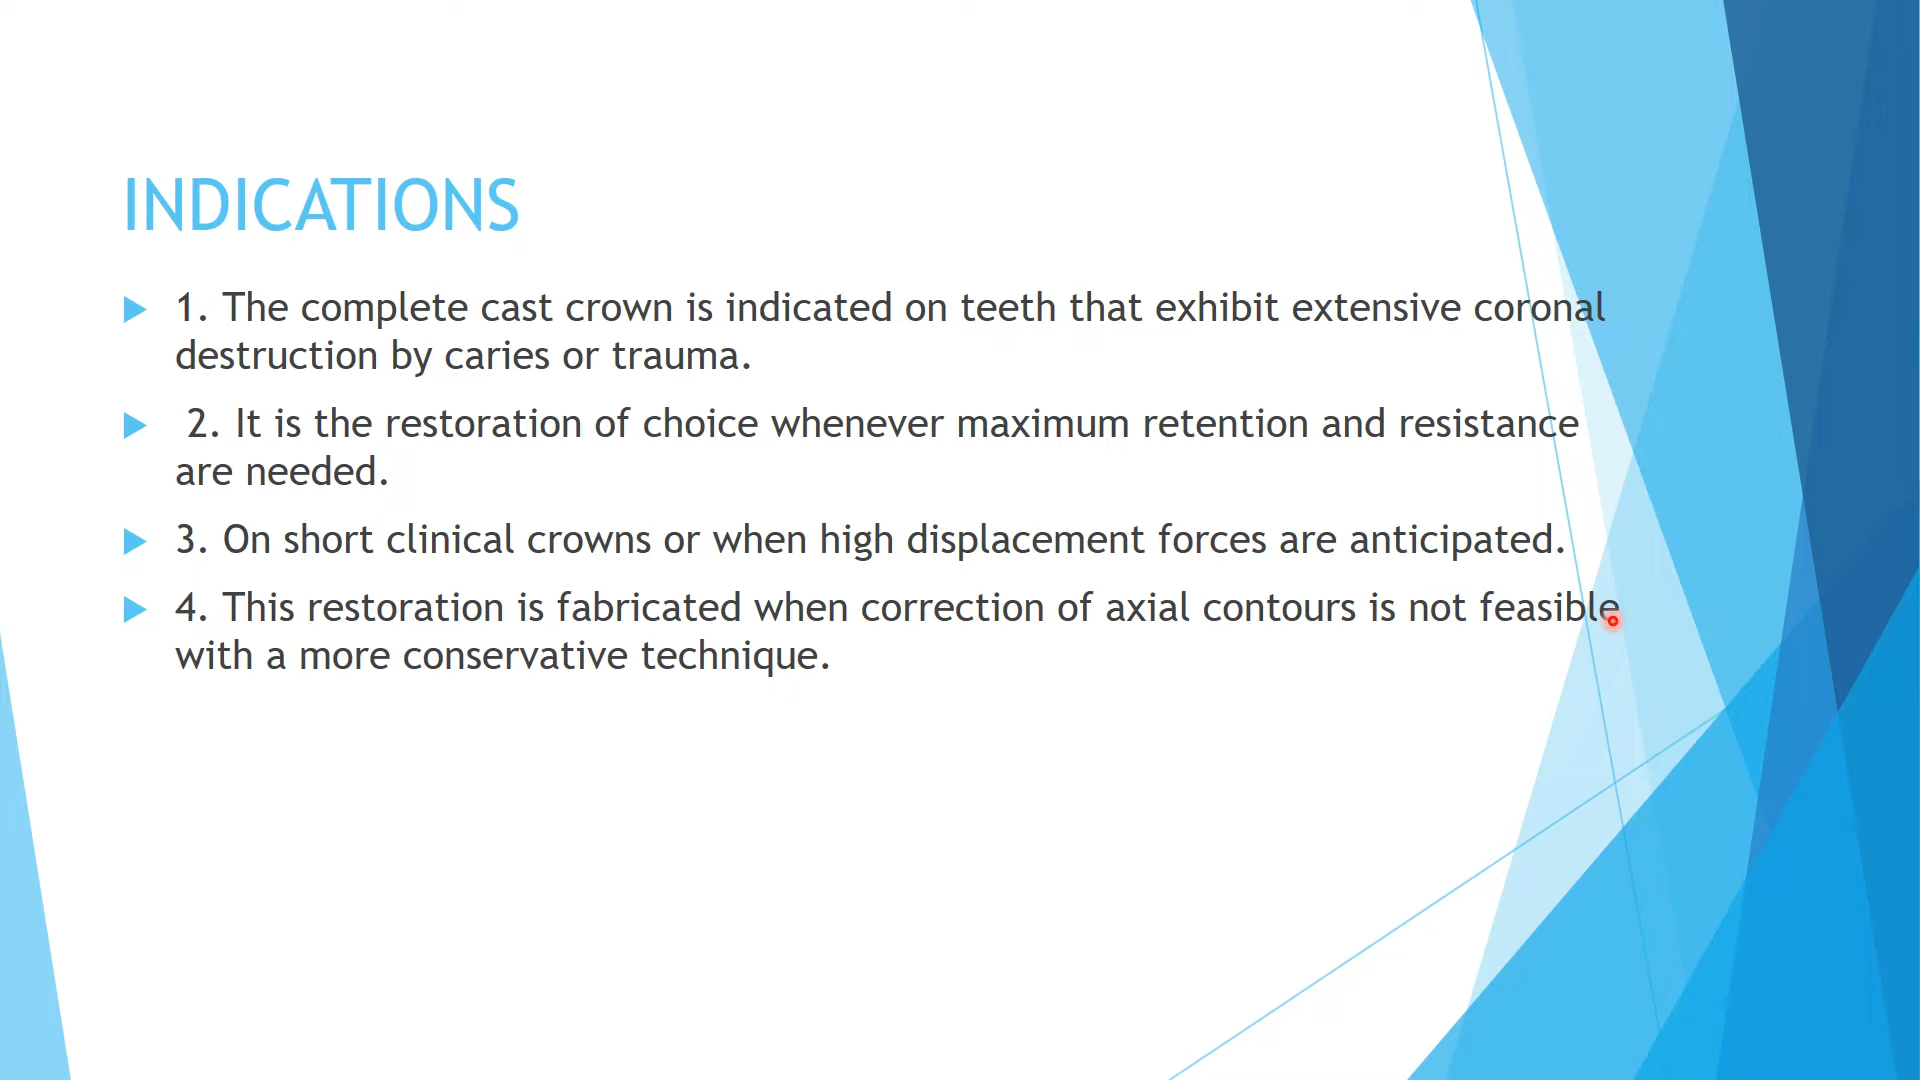 INDICATIONS
1. The complete cast crown is indicated on teeth that exhibit extensive coronal
destruction by caries or trauma.
2. It is the restoration of choice whenever maximum retention and resistance
are needed.
3. On short clinical crowns or when high displacement forces are anticipated.
4. This restoration is fabricated when correction of axial contours is not feasible
with a more conservative technique.